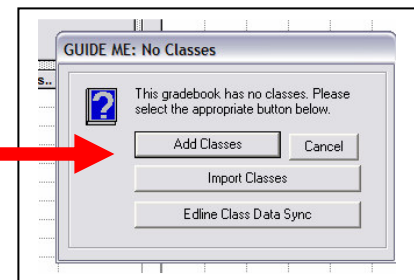 GUIDE ME: No Classes
s..
This gradebook has no classes. Please
select the appropriate button below.
Add Classes
Cancel
Import Classes
Edline Class Data Sync